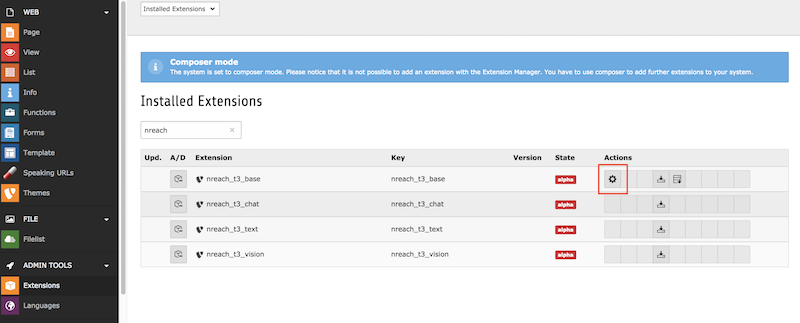 WEB
Page
View
List
Info
Functions
Forms
Template
Speaking URLs
Themes
FILE
Filelist
ADMIN TOOLS
Extensions
Languages
Installed Extensions
Composer mode
The system is set to composer mode. Please notice that it is not possible to add an extension with the Extension Manager. You have to use composer to add further extensions to your system.
Installed Extensions
nreach
Upd. A/D Extension Key Version State Actions
nreach_t3_base nreach_t3_base alpha
nreach_t3_chat nreach_t3_chat alpha
nreach_t3_text nreach_t3_text alpha
nreach_t3_vision nreach_t3_vision alpha